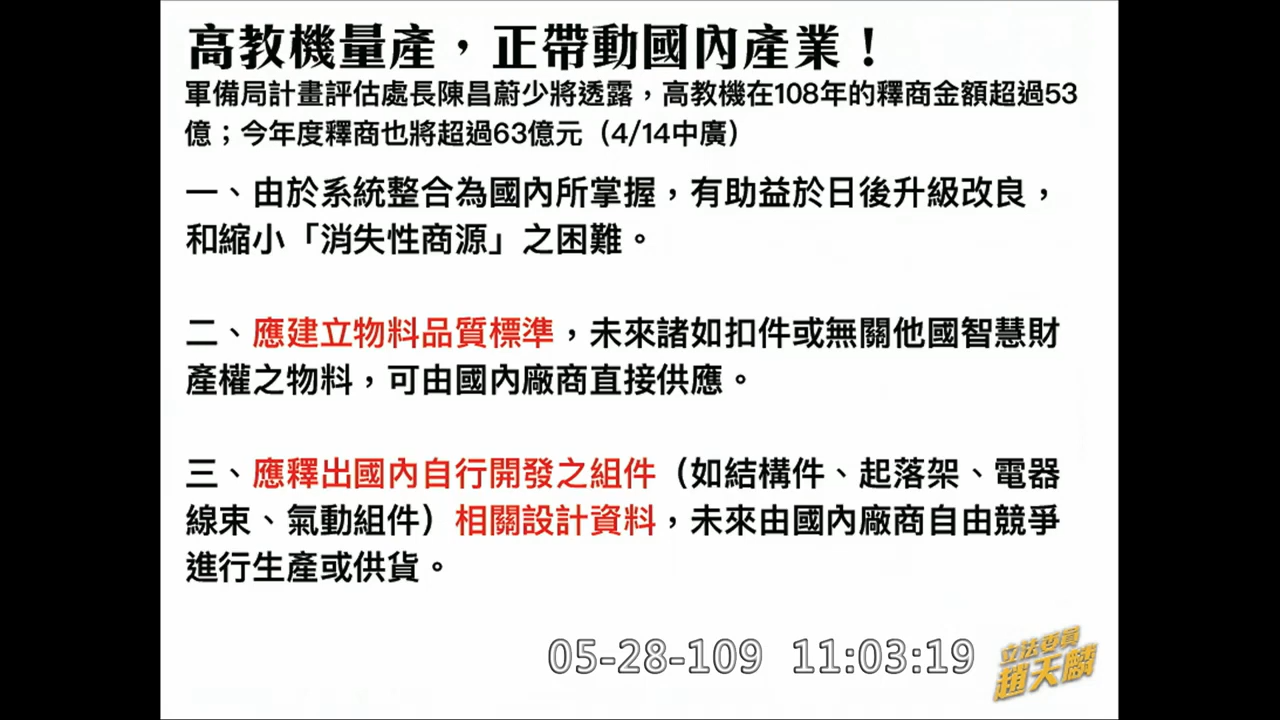 高教機量產，正帶動國內產業！
軍備局計畫評估處長陳昌蔚少將透露，高教機在108年的釋商金額超過53
億；今年度釋商也將超過63億元（4/14中廣）
一、由於系統整合為國內所掌握，有助益於日後升級改良，
和縮小「消失性商源」之困難。
二、應建立物料品質標準，未來諸如扣件或無關他國智慧財
產權之物料，可由國內廠商直接供應。
三、應釋出國內自行開發之組件（如結構件、起落架、電器
線束、氣動組件）相關設計資料，未來由國內廠商自由競爭
進行生產或供貨。
05-28-109 11:03:19
立法委員
趙天麟